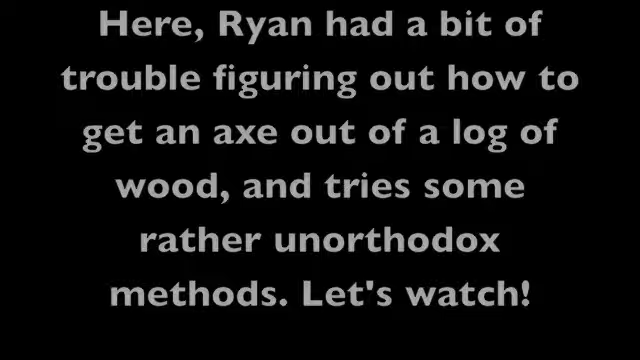 Here, Ryan had a bit of
trouble figuring out how to
get an axe out of a log of
wood, and tries some
rather unorthodox
methods. Let's watch!